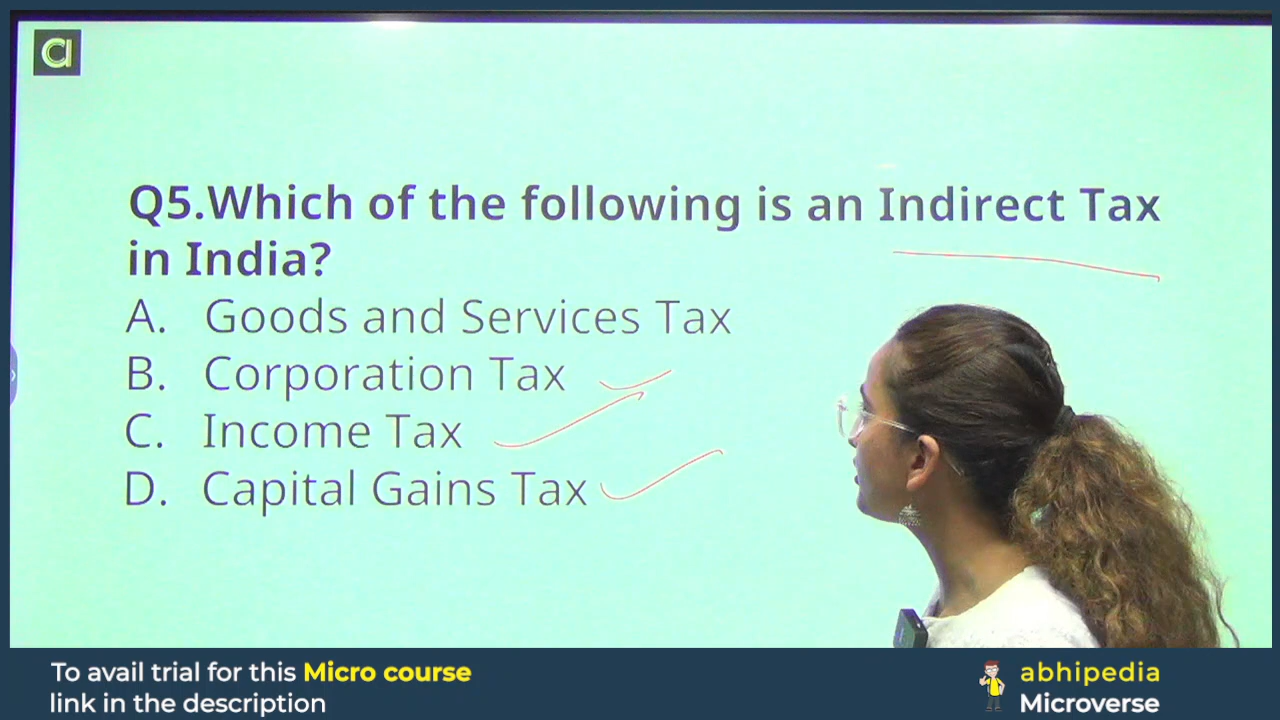 a
Q5.Which of the following is an Indirect Tax
in India?
A. Goods and Services Tax
B. Corporation Tax
C. Income Tax
D. Capital Gains Tax
To avail trial for this Micro course
link in the description
abhipedia
Microverse